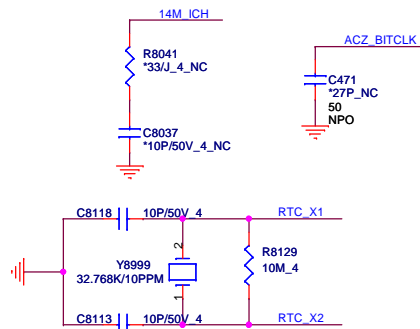 14M_ICH
ACZ_BITCLK
R8041
*33/J_4_NC
C471
*27P_NC
50
NPO
C8037
*10P/50V_4_NC
C8118 10P/50V_4 RTC_X1
2
Y8999
32.768K/10PPM
R8129
10M_4
1
C8113 10P/50V_4 RTC_X2